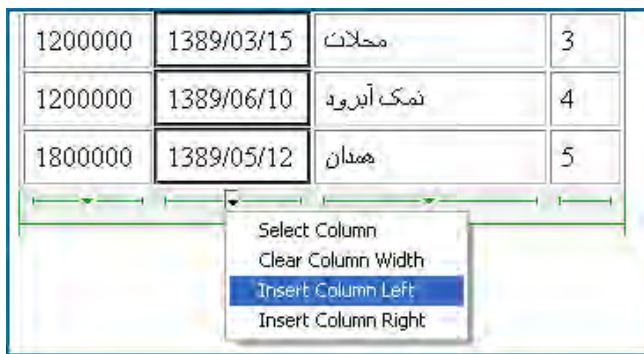 3 محلات 1389/03/15 1200000
4 نمک آبرود 1389/06/10 1200000
5 همدان 1389/05/12 1800000
Select Column
Clear Column Width
Insert Column Left
Insert Column Right